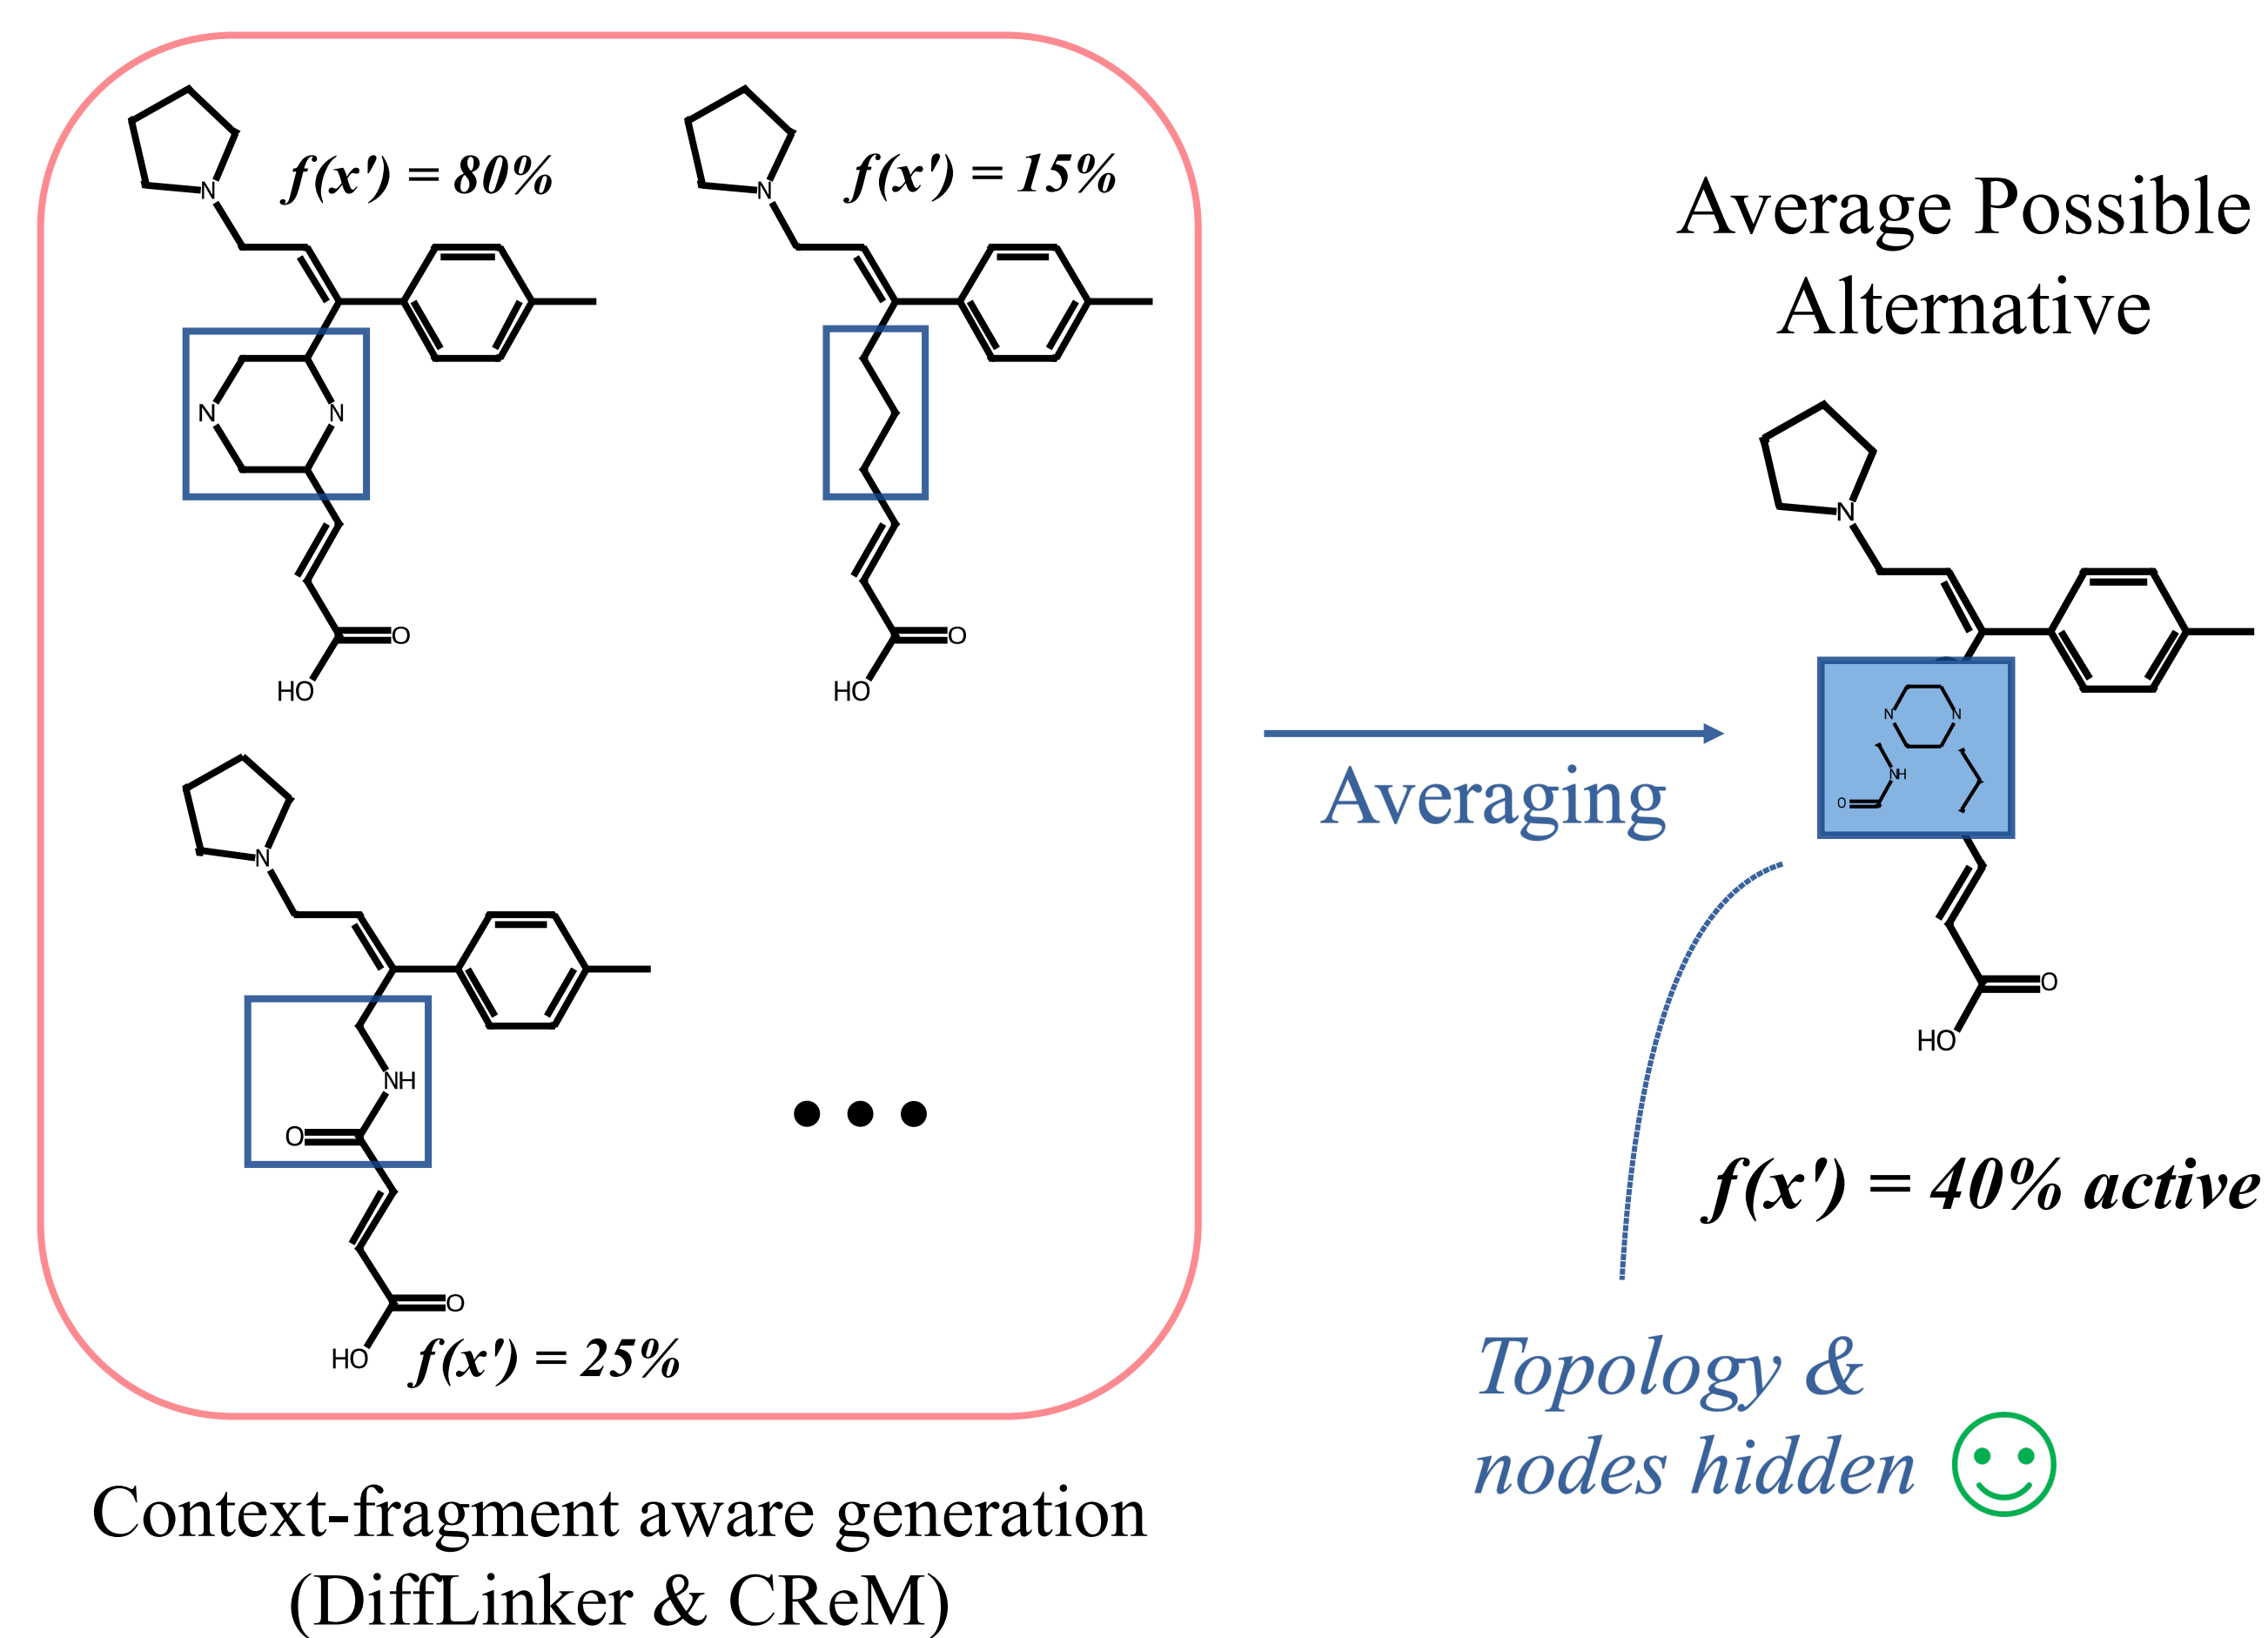 N
f(x') = 80%
N
N
O
HO
N
f(x') = 15%
O
HO
N
NH
O
O
HO
f(x') = 25%
Context-fragment aware generation
(DiffLinker & CReM)
Averaging
Average Possible
Alternative
N
N
N
NH
O
O
HO
f(x') = 40% active
Topology &
nodes hidden